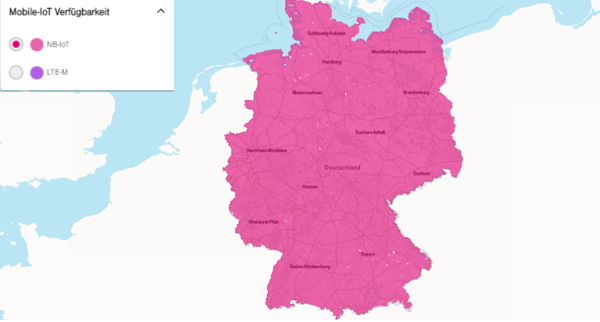 Mobile-IoT Verfügbarkeit
NB-IoT
LTE-M
Schleswig-Holstein
Mecklenburg-Vorpommern
Hamburg
Niedersachsen
Brandenburg
Sachsen-Anhalt
Nordrhein-Westfalen
Deutschland
Sachsen
Hessen
Rheinland-Pfalz
Bayern
Baden-Württemberg